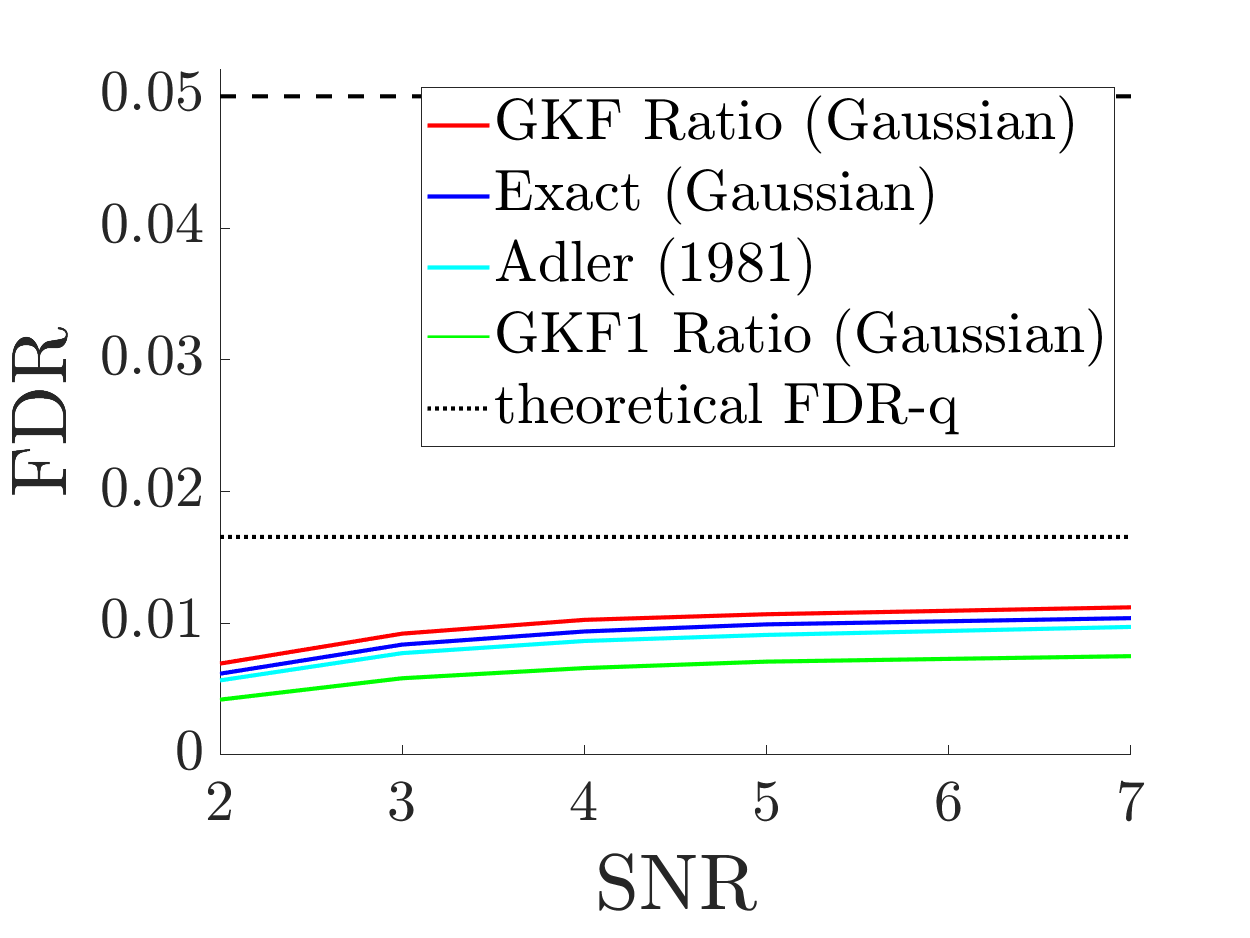 0.05
0.04
0.03
0.02
0.01
0
FDR
GKF Ratio (Gaussian)
Exact (Gaussian)
Adler (1981)
GKF1 Ratio (Gaussian)
theoretical FDR-q
2 3 4 5 6 7
SNR